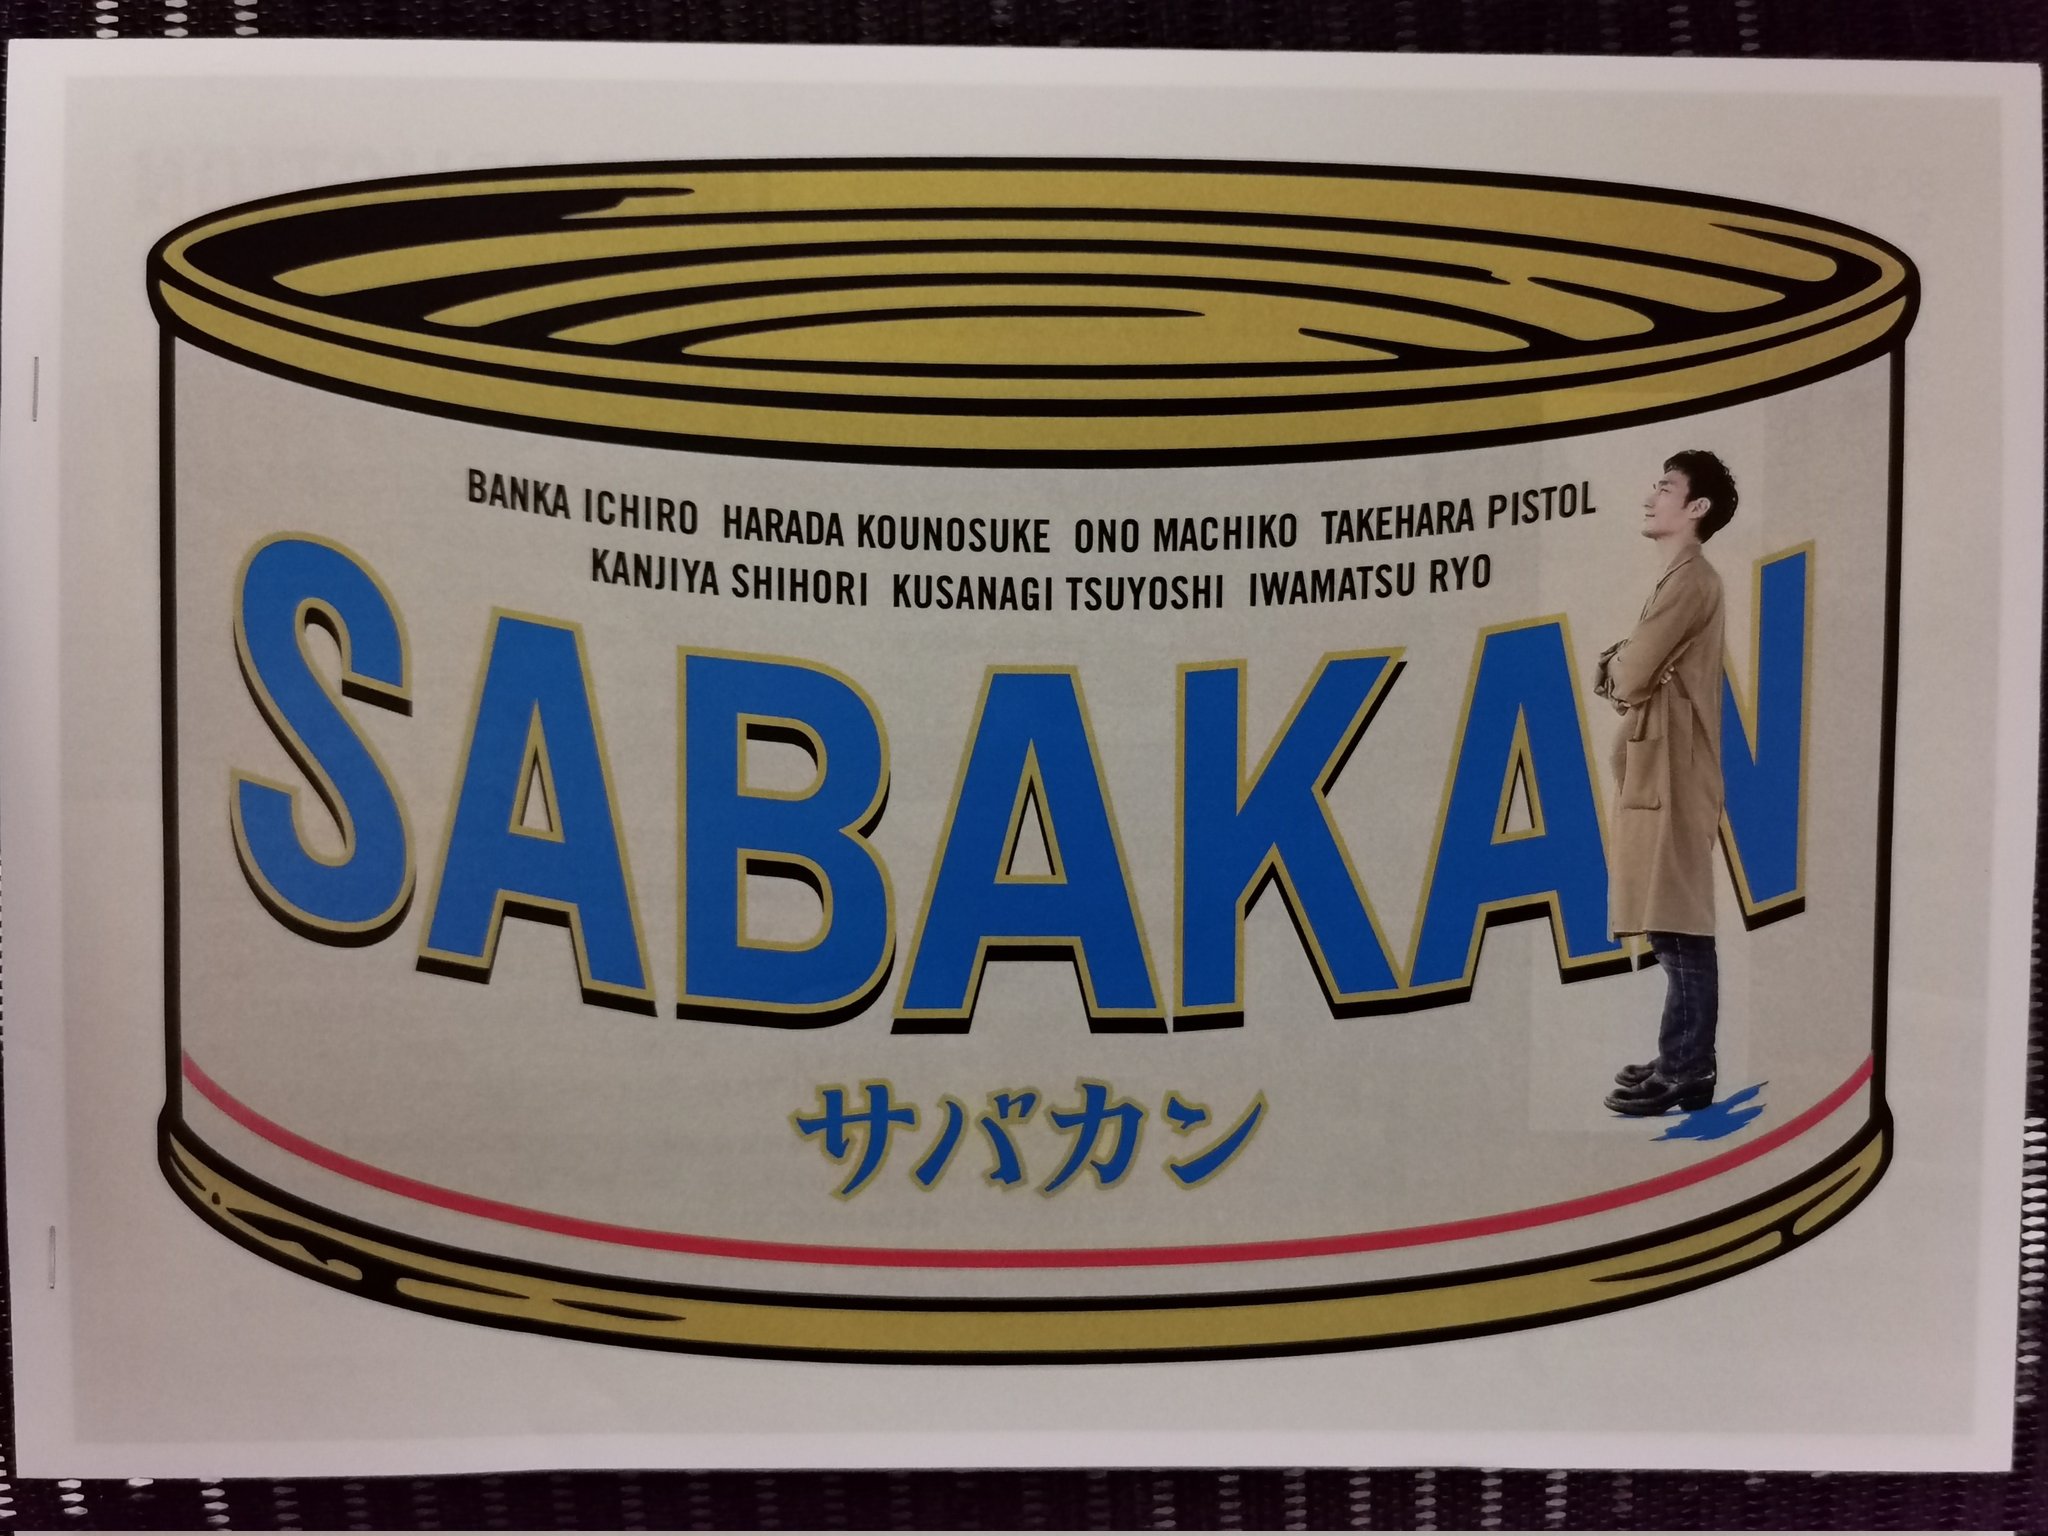 BANKA ICHIRO HARADA KOUNOSUKE ONO MACHIKO TAKEHARA PISTOL
KANJIYA SHIHORI KUSANAGI TSUYOSHI IWAMATSU RYO
SABAKAN
サバカン